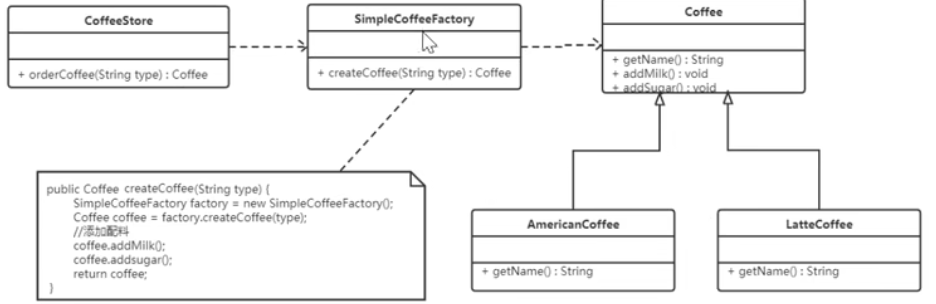 CoffeeStore
+ orderCoffee(String type) : Coffee
SimpleCoffeeFactory
+ createCoffee(String type) : Coffee
Coffee
+ getName() : String
+ addMilk() : void
+ addSugar() : void
public Coffee createCoffee(String type) {
SimpleCoffeeFactory factory = new SimpleCoffeeFactory();
Coffee coffee = factory.createCoffee(type);
//添加配料
coffee.addMilk();
coffee.addsugar();
return coffee;
}
AmericanCoffee
+ getName() : String
LatteCoffee
+ getName() : String